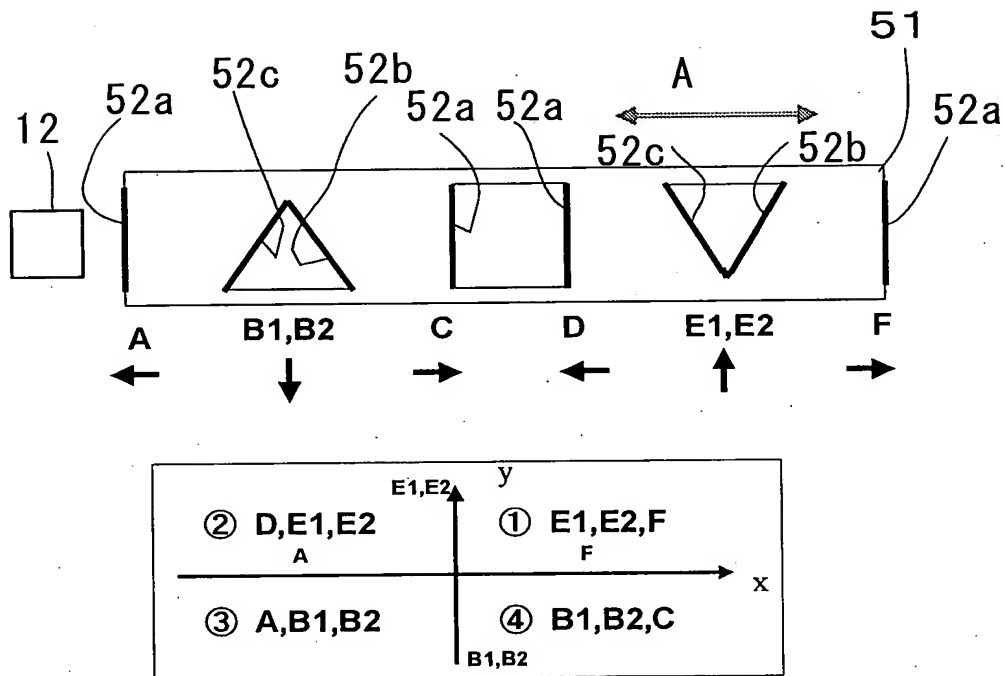 51
52c 52b A
12 52a 52a 52a 52c 52b 52a
A B1,B2 C D E1,E2 F
y
E1,E2
② D,E1,E2 ① E1,E2,F
A F
x
③ A,B1,B2 ④ B1,B2,C
B1,B2